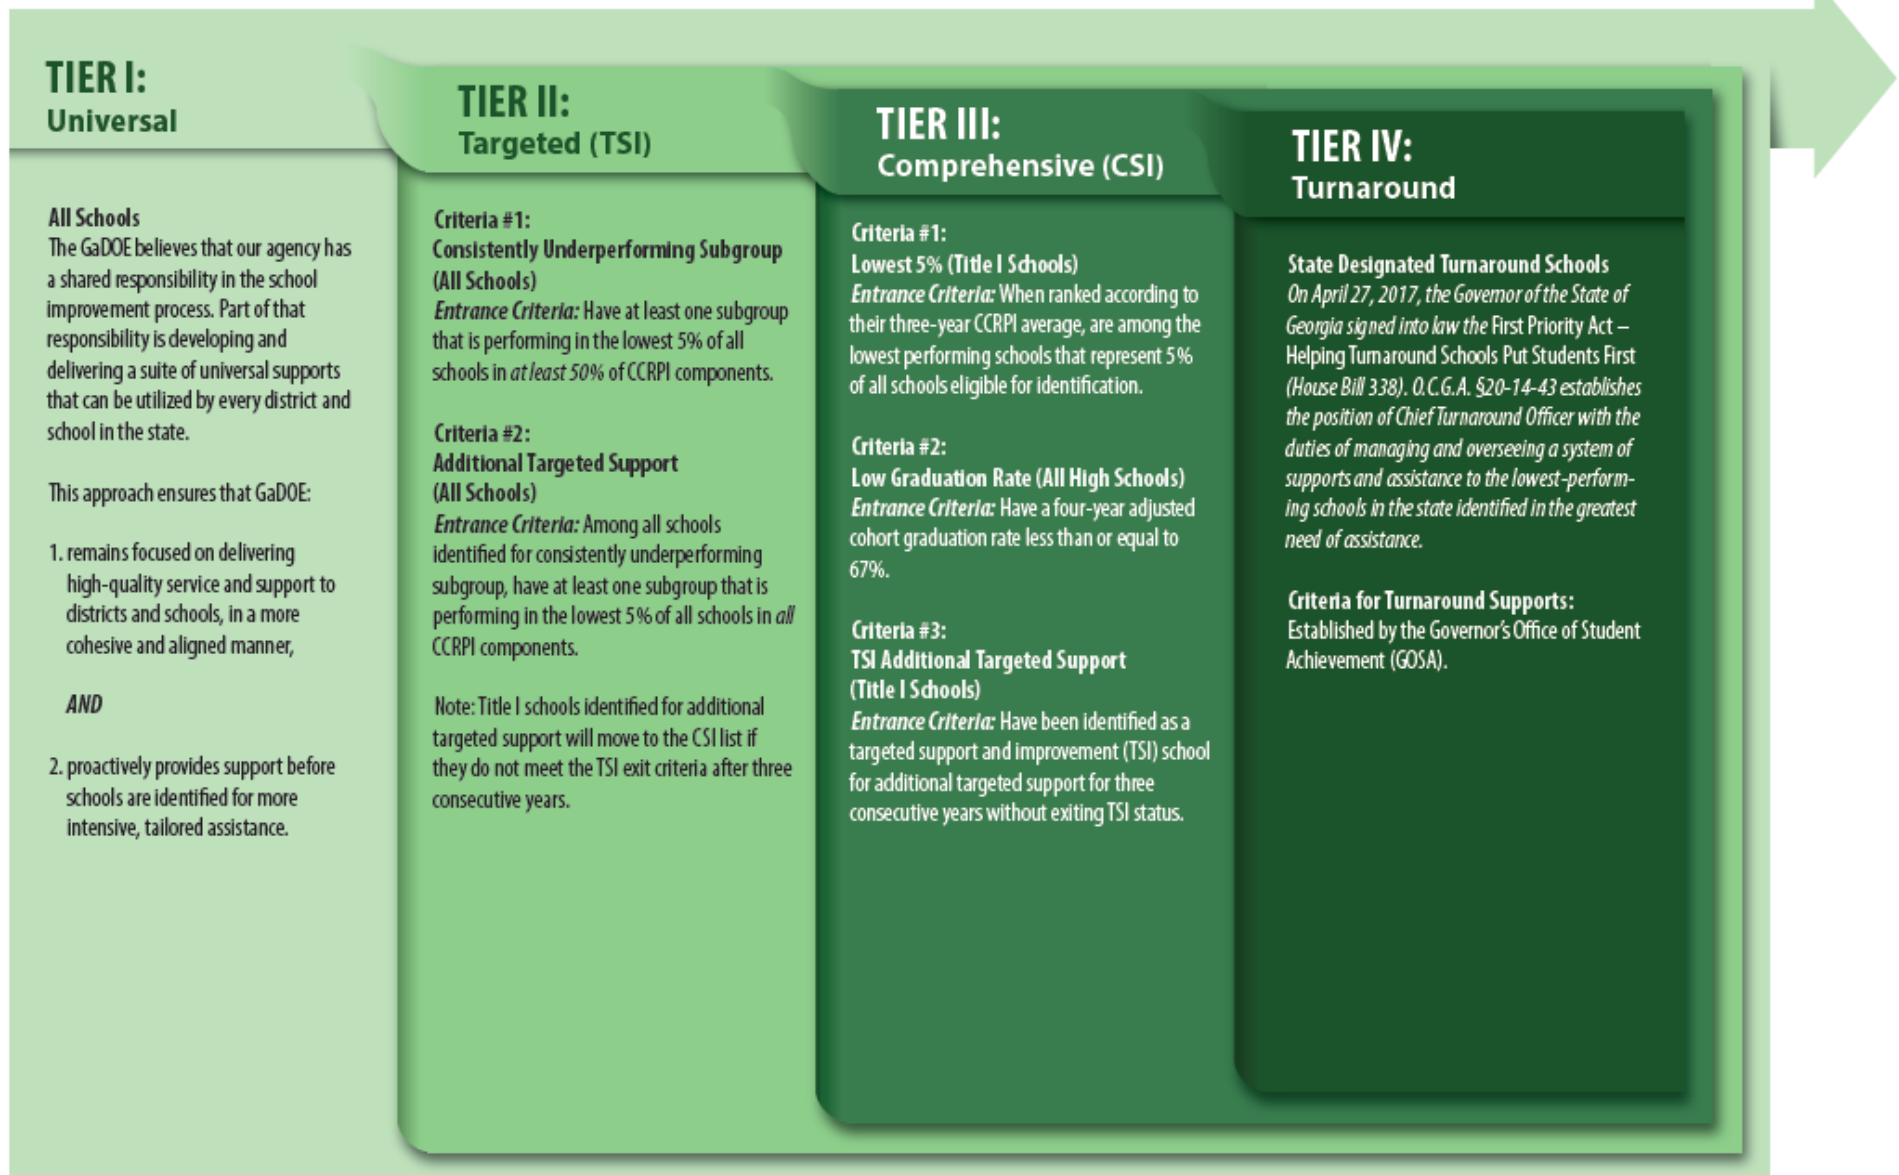 TIER I:
Universal
All Schools
The GaDOE believes that our agency has
a shared responsibility in the school
improvement process. Part of that
responsibility is developing and
delivering a suite of universal supports
that can be utilized by every district and
school in the state.
This approach ensures that GaDOE:
1. remains focused on delivering
high-quality service and support to
districts and schools, in a more
cohesive and aligned manner,
AND
2. proactively provides support before
schools are identified for more
intensive, tailored assistance.
TIER II:
Targeted (TSI)
Criteria #1:
Consistently Underperforming Subgroup
(All Schools)
Entrance Criteria: Have at least one subgroup
that is performing in the lowest 5% of all
schools in at least 50% of CCRPI components.
Criteria #2:
Additional Targeted Support
(All Schools)
Entrance Criteria: Among all schools
identified for consistently underperforming
subgroup, have at least one subgroup that is
performing in the lowest 5% of all schools in all
CCRPI components.
Note: Title I schools identified for additional
targeted support will move to the CSI list if
they do not meet the TSI exit criteria after three
consecutive years.
TIER III:
Comprehensive (CSI)
Criteria #1:
Lowest 5% (Title I Schools)
Entrance Criteria: When ranked according to
their three-year CCRPI average, are among the
lowest performing schools that represent 5%
of all schools eligible for identification.
Criteria #2:
Low Graduation Rate (All High Schools)
Entrance Criteria: Have a four-year adjusted
cohort graduation rate less than or equal to
67%.
Criteria #3:
TSI Additional Targeted Support
(Title I Schools)
Entrance Criteria: Have been identified as a
targeted support and improvement (TSI) school
for additional targeted support for three
consecutive years without exiting TSI status.
TIER IV:
Turnaround
State Designated Turnaround Schools
On April 27, 2017, the Governor of the State of
Georgia signed into law the First Priority Act –
Helping Turnaround Schools Put Students First
(House Bill 338). O.C.G.A. §20-14-43 establishes
the position of Chief Turnaround Officer with the
duties of managing and overseeing a system of
supports and assistance to the lowest-perform-
ing schools in the state identified in the greatest
need of assistance.
Criteria for Turnaround Supports:
Established by the Governor's Office of Student
Achievement (GOSA).